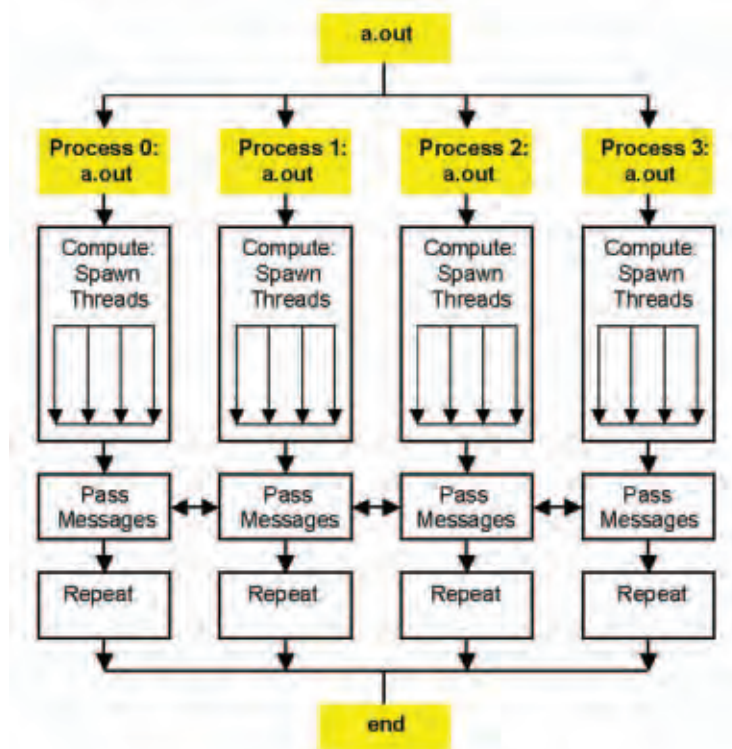 a.out
Process 0:
a.out
Process 1:
a.out
Process 2:
a.out
Process 3:
a.out
Compute:
Spawn
Threads
Compute:
Spawn
Threads
Compute:
Spawn
Threads
Compute:
Spawn
Threads
Pass
Messages
Pass
Messages
Pass
Messages
Pass
Messages
Repeat
Repeat
Repeat
Repeat
end